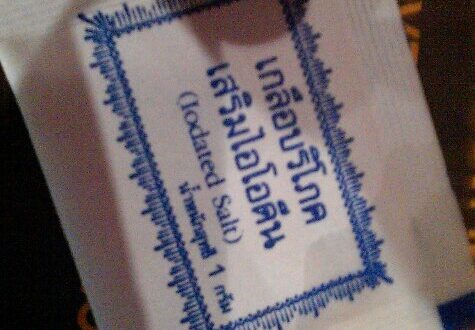 เกลือบริโภค
เสริมไอโอดีน
(Iodated Salt)
น้ำหนักสุทธิ 1 กรัม